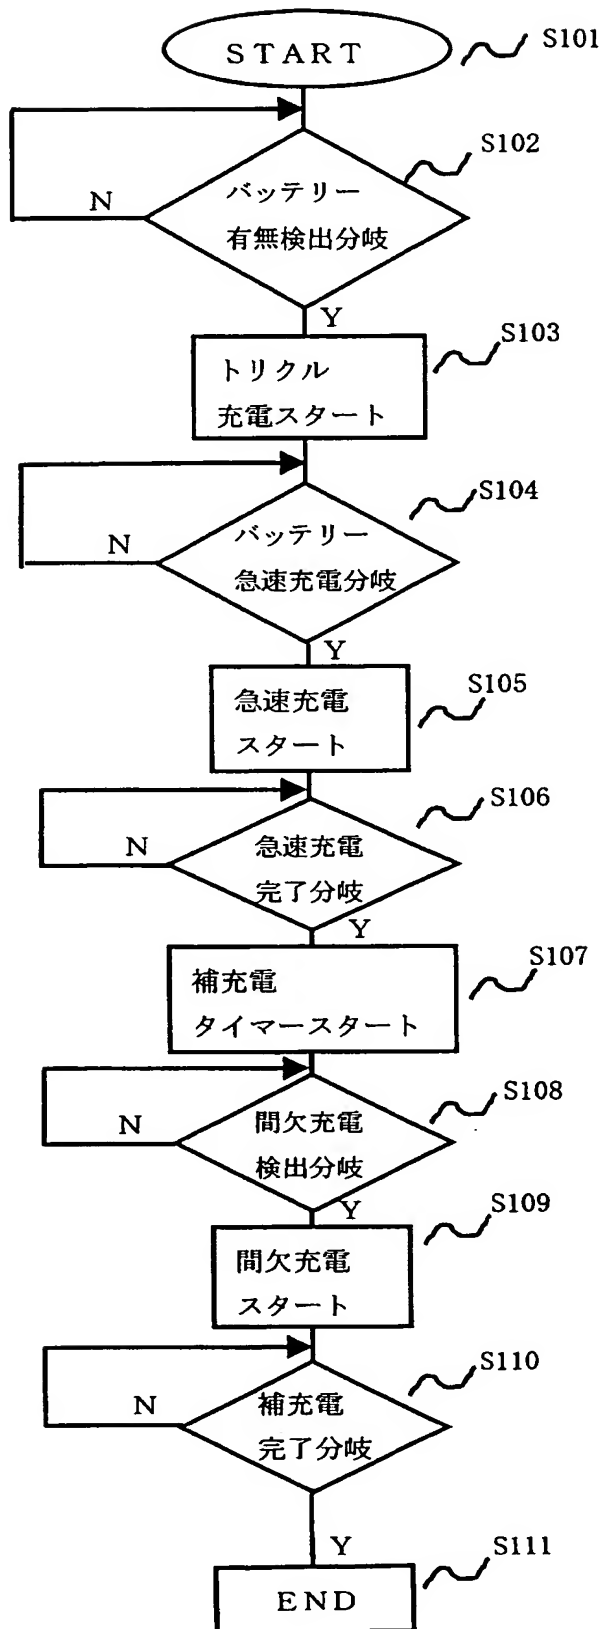 START
S101
S102
バッテリー
N
有無検出分岐
Y
S103
トリクル
充電スタート
S104
バッテリー
N
急速充電分岐
Y
S105
急速充電
スタート
S106
急速充電
N
完了分岐
Y
S107
補充電
タイマースタート
S108
間欠充電
N
検出分岐
Y
S109
間欠充電
スタート
S110
補充電
N
完了分岐
Y
S111
END